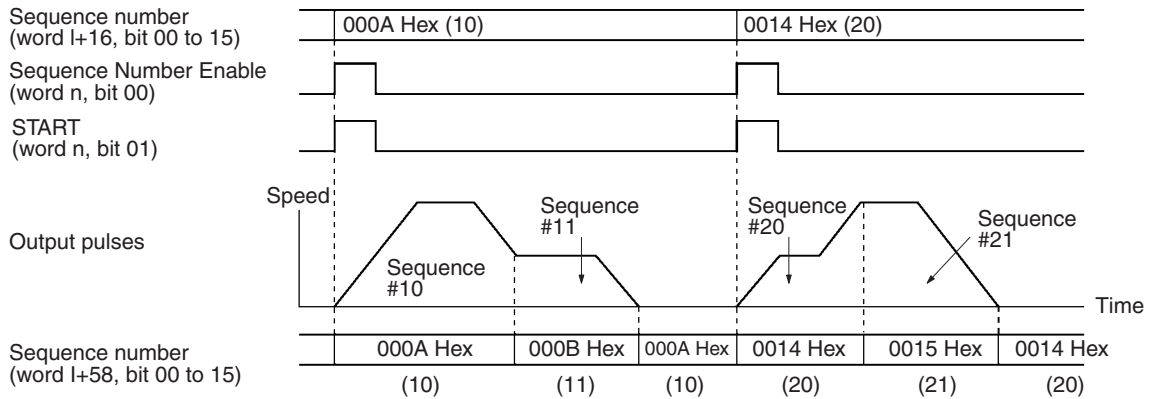 Sequence number
(word I+16, bit 00 to 15)
000A Hex (10)
0014 Hex (20)
Sequence Number Enable
(word n, bit 00)
START
(word n, bit 01)
Speed
Output pulses
Sequence
#10
Sequence
#11
Sequence
#20
Sequence
#21
Time
Sequence number
(word I+58, bit 00 to 15)
000A Hex
000B Hex
000A Hex
0014 Hex
0015 Hex
0014 Hex
(10)
(11)
(10)
(20)
(21)
(20)